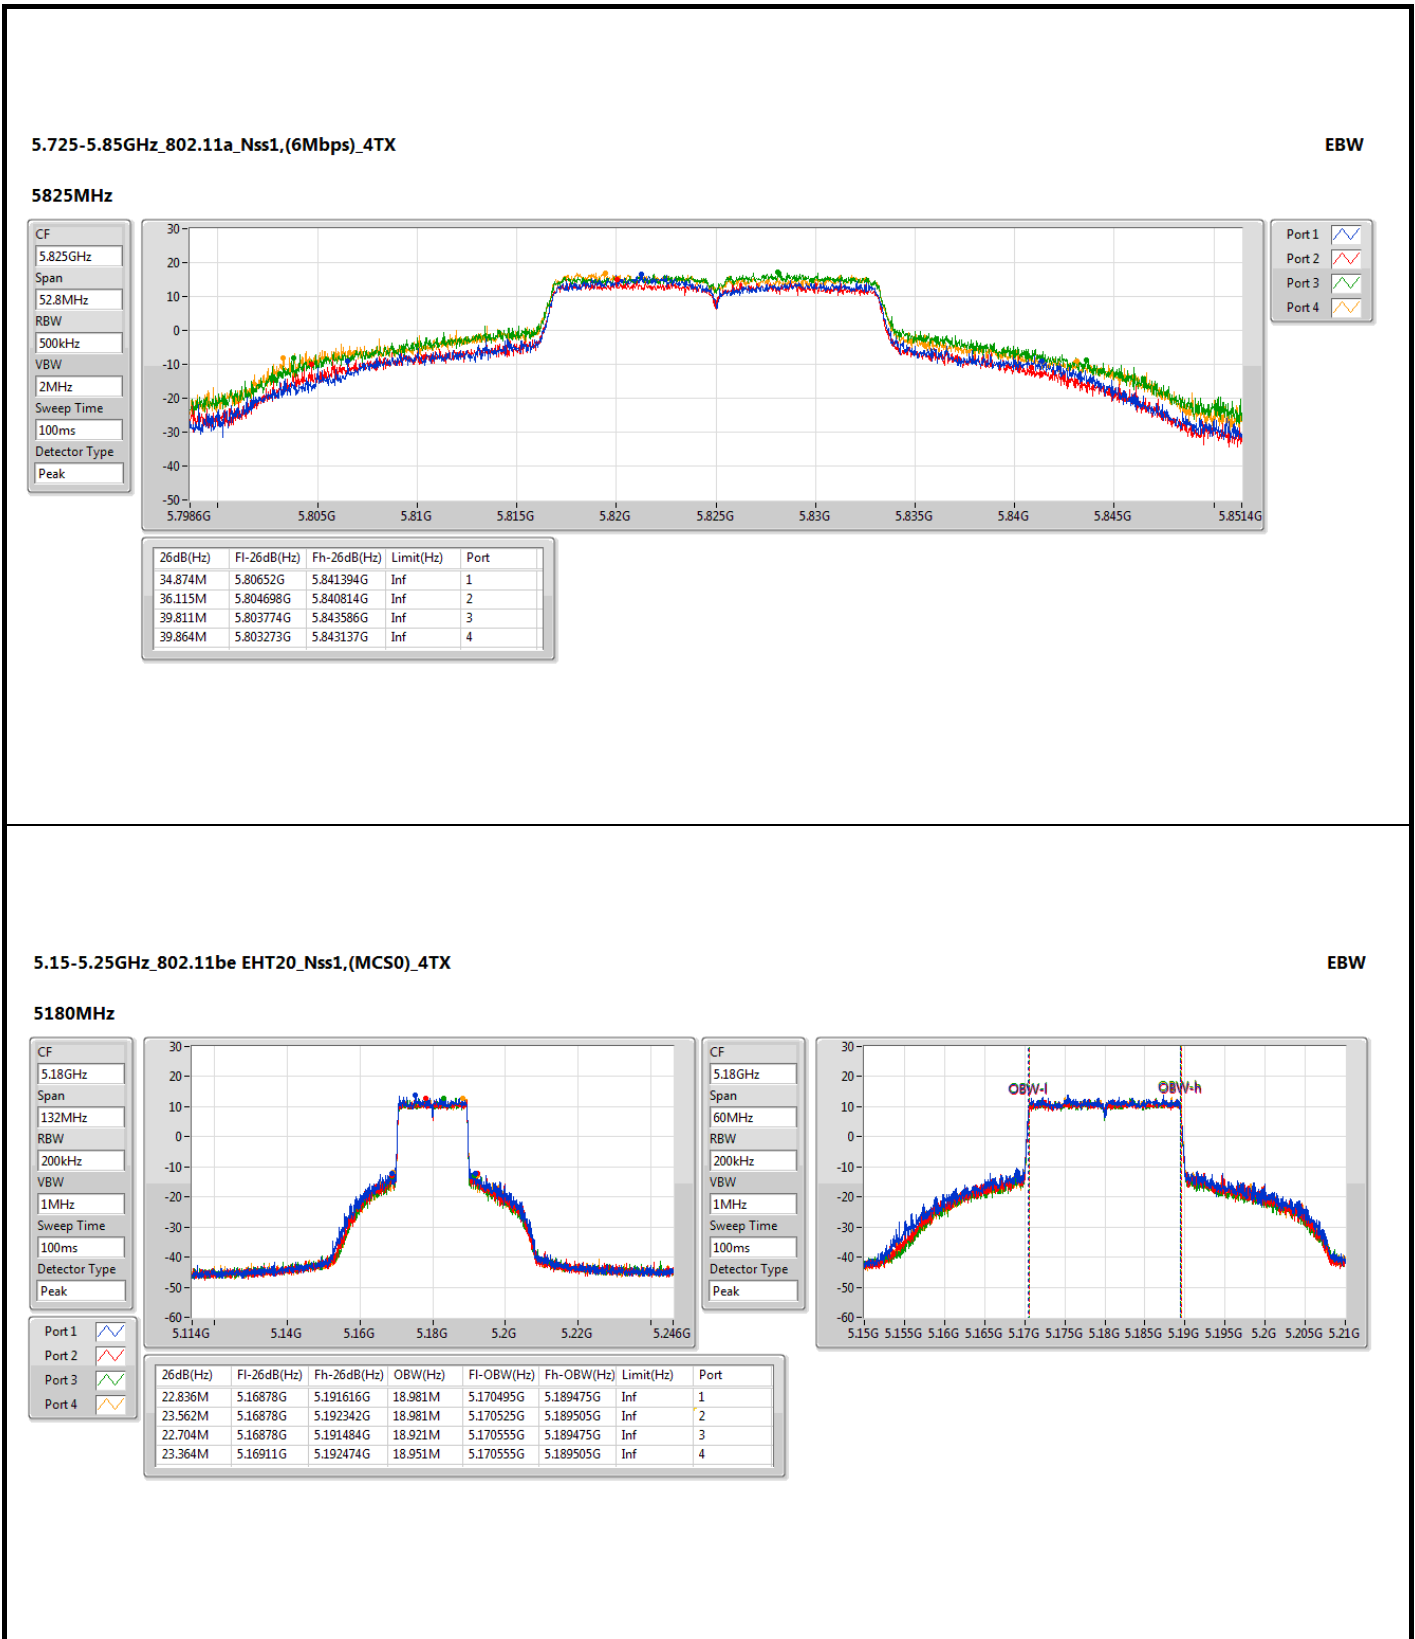 5.725-5.85GHz_802.11a_Nss1,(6Mbps)_4TX EBW
5825MHz
CF
5.825GHz
Span
52.8MHz
RBW
500kHz
VBW
2MHz
Sweep Time
100ms
Detector Type
Peak
30
20
10
0
-10
-20
-30
-40
-50
5.7986G 5.805G 5.81G 5.815G 5.82G 5.825G 5.83G 5.835G 5.84G 5.845G 5.8514G
Port 1
Port 2
Port 3
Port 4
26dB(Hz) Fl-26dB(Hz) Fh-26dB(Hz) Limit(Hz) Port
34.874M 5.80652G 5.841394G Inf 1
36.115M 5.804698G 5.840814G Inf 2
39.811M 5.803774G 5.843586G Inf 3
39.864M 5.803273G 5.843137G Inf 4
5.15-5.25GHz_802.11be EHT20_Nss1,(MCS0)_4TX EBW
5180MHz
CF
5.18GHz
Span
132MHz
RBW
200kHz
VBW
1MHz
Sweep Time
100ms
Detector Type
Peak
Port 1
Port 2
Port 3
Port 4
30
20
10
0
-10
-20
-30
-40
-50
-60
5.114G 5.14G 5.16G 5.18G 5.2G 5.22G 5.246G
CF
5.18GHz
Span
60MHz
RBW
200kHz
VBW
1MHz
Sweep Time
100ms
Detector Type
Peak
30
20
10
0
-10
-20
-30
-40
-50
-60
OBW-l OBW-h
5.15G 5.155G 5.16G 5.165G 5.17G 5.175G 5.18G 5.185G 5.19G 5.195G 5.2G 5.205G 5.21G
26dB(Hz) Fl-26dB(Hz) Fh-26dB(Hz) OBW(Hz) Fl-OBW(Hz) Fh-OBW(Hz) Limit(Hz) Port
22.836M 5.16878G 5.191616G 18.981M 5.170495G 5.189475G Inf 1
23.562M 5.16878G 5.192342G 18.981M 5.170525G 5.189505G Inf 2
22.704M 5.16878G 5.191484G 18.921M 5.170555G 5.189475G Inf 3
23.364M 5.16911G 5.192474G 18.951M 5.170555G 5.189505G Inf 4